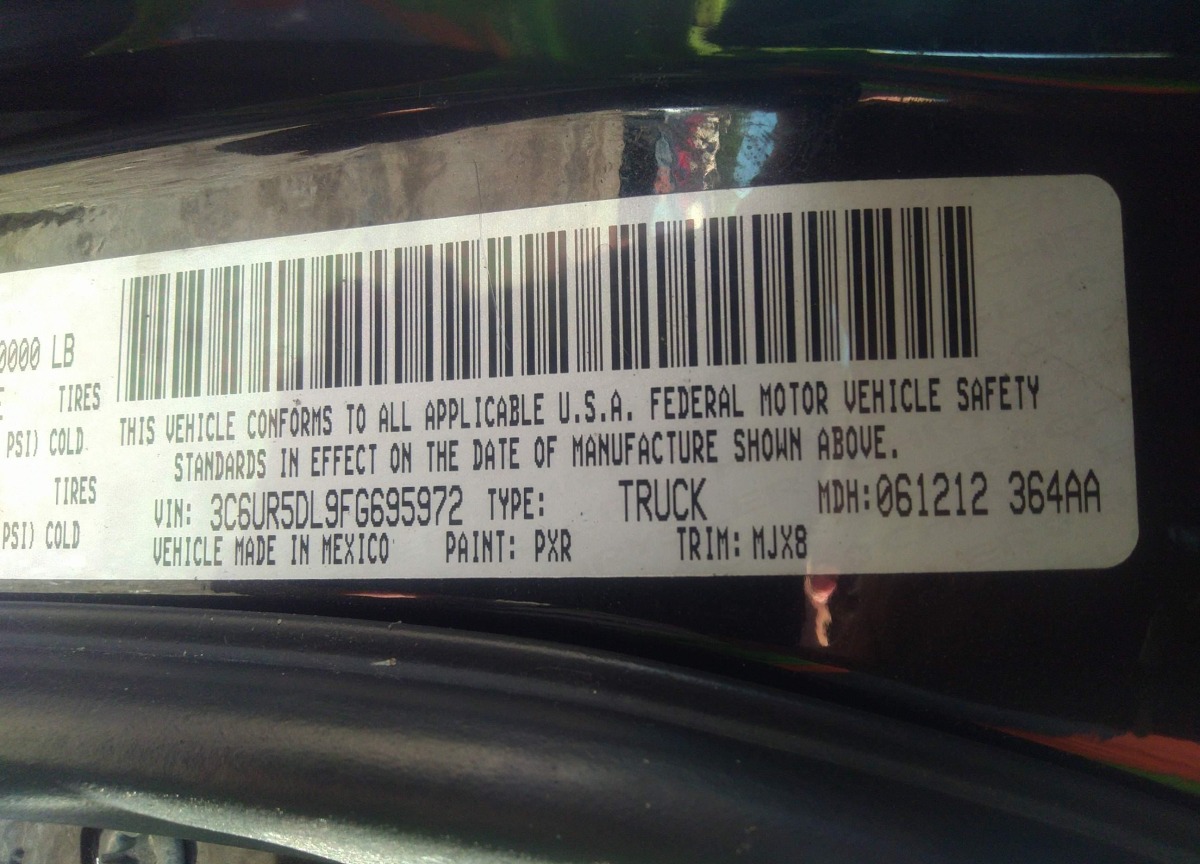 0000 LB
TIRES
PSI) COLD
TIRES
PSI) COLD
THIS VEHICLE CONFORMS TO ALL APPLICABLE U.S.A. FEDERAL MOTOR VEHICLE SAFETY
STANDARDS IN EFFECT ON THE DATE OF MANUFACTURE SHOWN ABOVE.
VIN: 3C6UR5DL9FG695972 TYPE: TRUCK MDH:061212 364AA
VEHICLE MADE IN MEXICO PAINT: PXR TRIM: MJX8